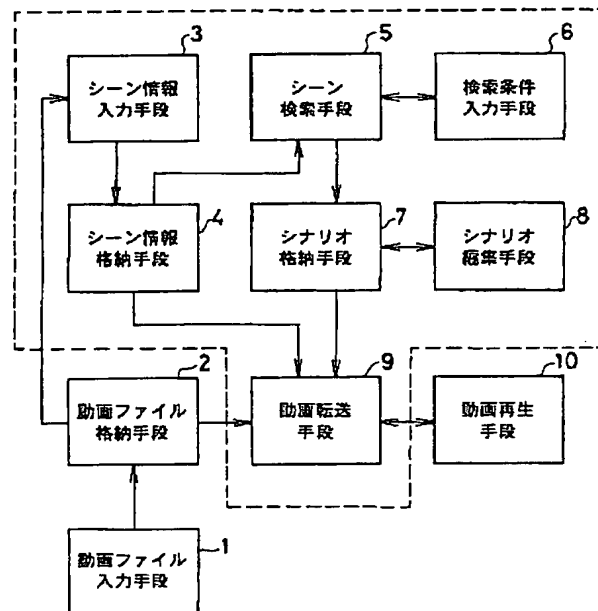 3
シーン情報
入力手段
5
シーン
検索手段
6
検索条件
入力手段
4
シーン情報
格納手段
7
シナリオ
格納手段
8
シナリオ
編集手段
2
動画ファイル
格納手段
9
動画転送
手段
10
動画再生
手段
1
動画ファイル
入力手段